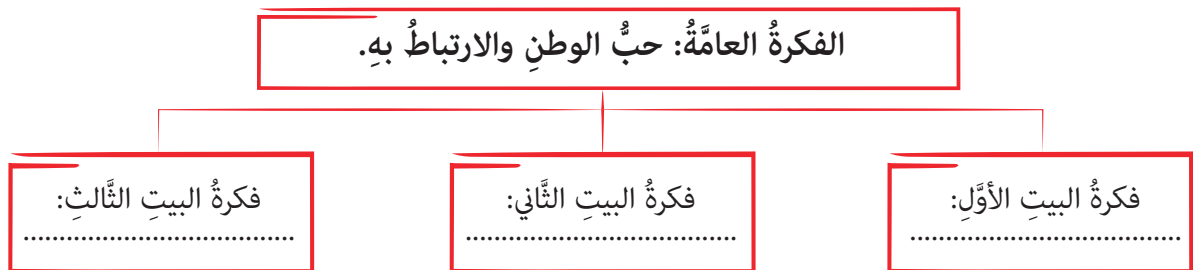 الفكرةُ العامَّةُ: حبُّ الوطنِ والارتباطُ بهِ.
فكرةُ البيتِ الأوَّلِ:
.....................................
فكرةُ البيتِ الثَّاني:
.....................................
فكرةُ البيتِ الثَّالثِ:
.....................................